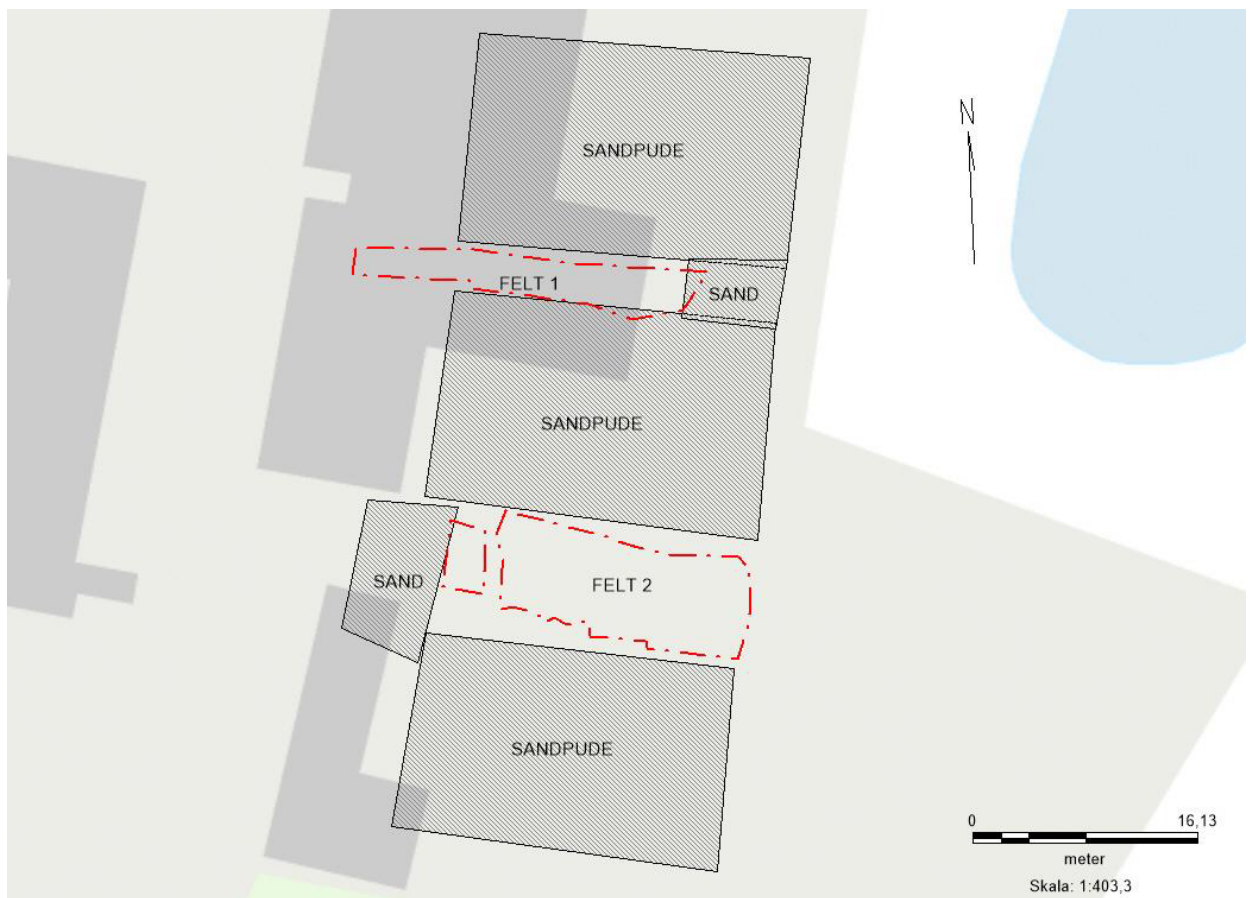 SANDPUDE
N
FELT 1
SAND
SANDPUDE
SAND
FELT 2
SANDPUDE
0 16,13
meter
Skala: 1:403,3